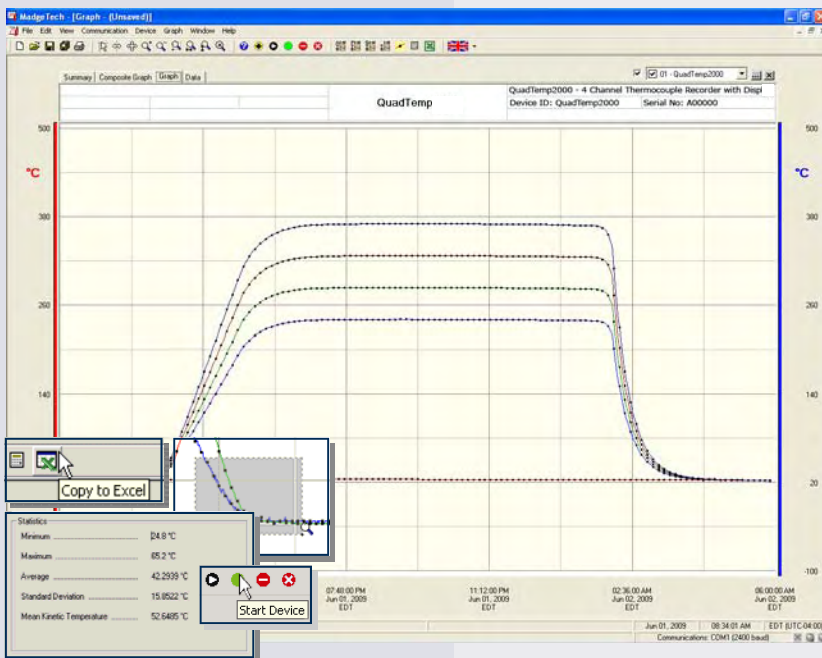 MadgeTech - [Graph - (Unsaved)]
File Edit View Communication Device Graph Window Help
Summary Composite Graph Graph Data
01 - QuadTemp2000
QuadTemp
QuadTemp2000 - 4 Channel Thermocouple Recorder with Displ
Device ID: QuadTemp2000 Serial No: A00000
500 500
°C °C
380 380
260 260
140 140
20
-100
Copy to Excel
Statistics
Minimum 24.8 °C
Maximum 65.2 °C
Average 42.2939 °C
Standard Deviation 15.8522 °C
Mean Kinetic Temperature 52.6485 °C
Start Device
07:48:00 PM 11:12:00 PM 02:36:00 AM 06:00:00 AM
Jun 01, 2009 Jun 01, 2009 Jun 02, 2009 Jun 02, 2009
EDT EDT EDT EDT
Jun 01, 2009 08:34:01 AM EDT (UTC-04:00)
Communications: COM1 (2400 baud)